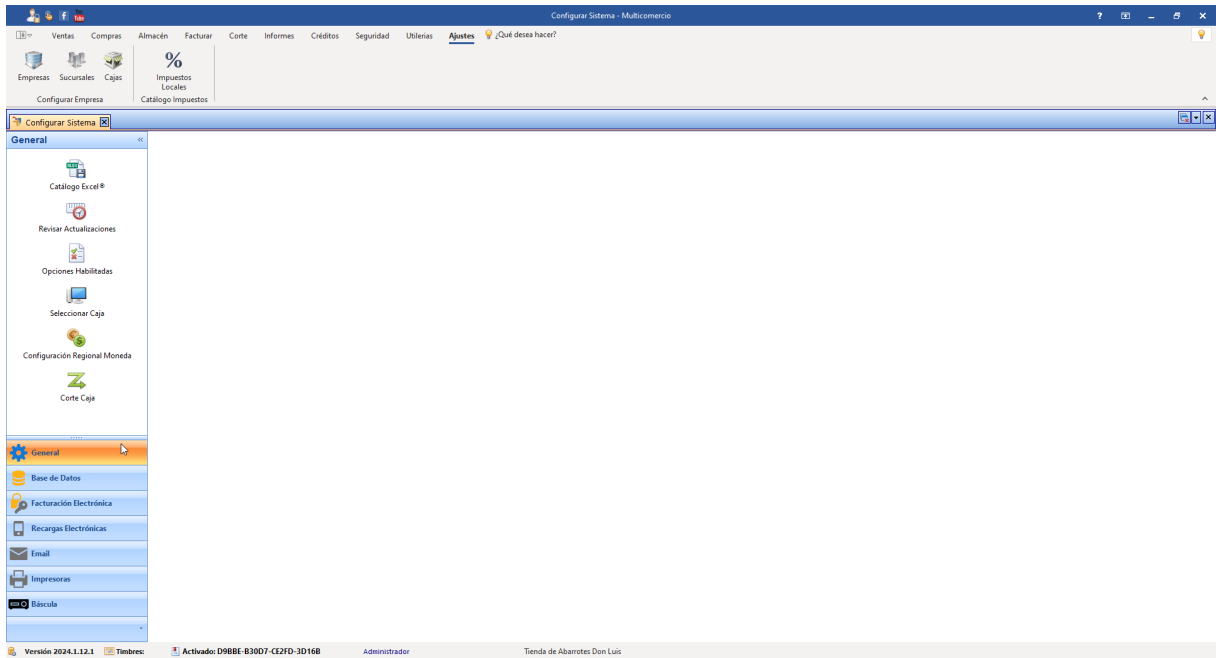 Configurar Sistema - Multicomercio
Ventas Compras Almacén Facturar Corte Informes Créditos Seguridad Utilerias Ajustes ¿Qué desea hacer?
Empresas Sucursales Cajas Impuestos Locales
Configurar Empresa Catálogo Impuestos
Configurar Sistema
General
Catálogo Excel®
Revisar Actualizaciones
Opciones Habilitadas
Seleccionar Caja
Configuración Regional Moneda
Corte Caja
General
Base de Datos
Facturación Electrónica
Recargas Electrónicas
Email
Impresoras
Báscula
Versión 2024.1.12.1 Timbres: Activado: D9BBE-B30D7-CE2FD-3D16B Administrador Tienda de Abarrotes Don Luis